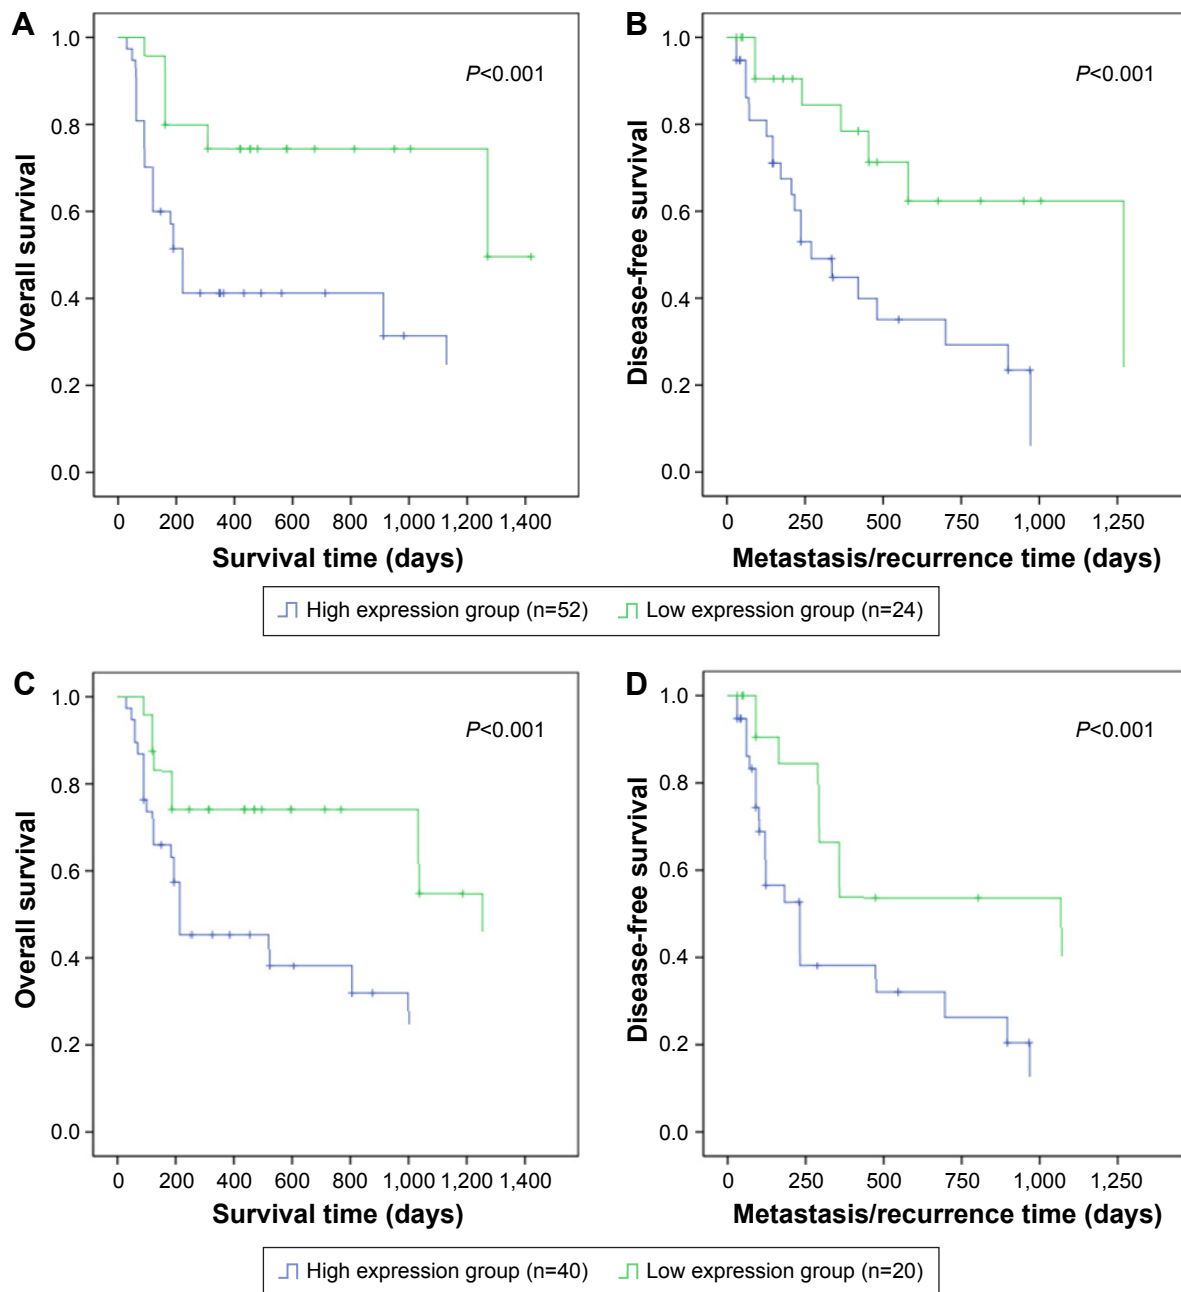 A
B
1.0
0.8
0.6
0.4
0.2
0.0
Overall survival
P<0.001
0 200 400 600 800 1,000 1,200 1,400
Survival time (days)
1.0
0.8
0.6
0.4
0.2
0.0
Disease-free survival
P<0.001
0 250 500 750 1,000 1,250
Metastasis/recurrence time (days)
High expression group (n=52) Low expression group (n=24)
C
D
1.0
0.8
0.6
0.4
0.2
0.0
Overall survival
P<0.001
0 200 400 600 800 1,000 1,200 1,400
Survival time (days)
1.0
0.8
0.6
0.4
0.2
0.0
Disease-free survival
P<0.001
0 250 500 750 1,000 1,250
Metastasis/recurrence time (days)
High expression group (n=40) Low expression group (n=20)